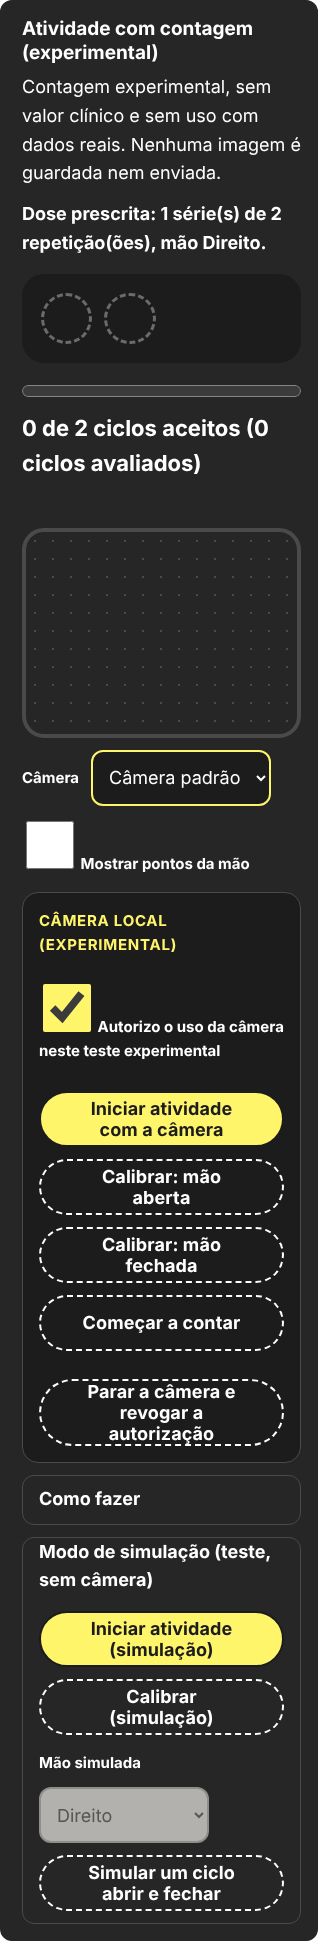 Atividade com contagem
(experimental)
Contagem experimental, sem
valor clínico e sem uso com
dados reais. Nenhuma imagem é
guardada nem enviada.
Dose prescrita: 1 série(s) de 2
repetição(ões), mão Direito.
0 de 2 ciclos aceitos (0
ciclos avaliados)
Câmera
Câmera padrão
Mostrar pontos da mão
CÂMERA LOCAL
(EXPERIMENTAL)
Autorizo o uso da câmera
neste teste experimental
Iniciar atividade
com a câmera
Calibrar: mão
aberta
Calibrar: mão
fechada
Começar a contar
Parar a câmera e
revogar a
autorização
Como fazer
Modo de simulação (teste,
sem câmera)
Iniciar atividade
(simulação)
Calibrar
(simulação)
Mão simulada
Direito
Simular um ciclo
abrir e fechar